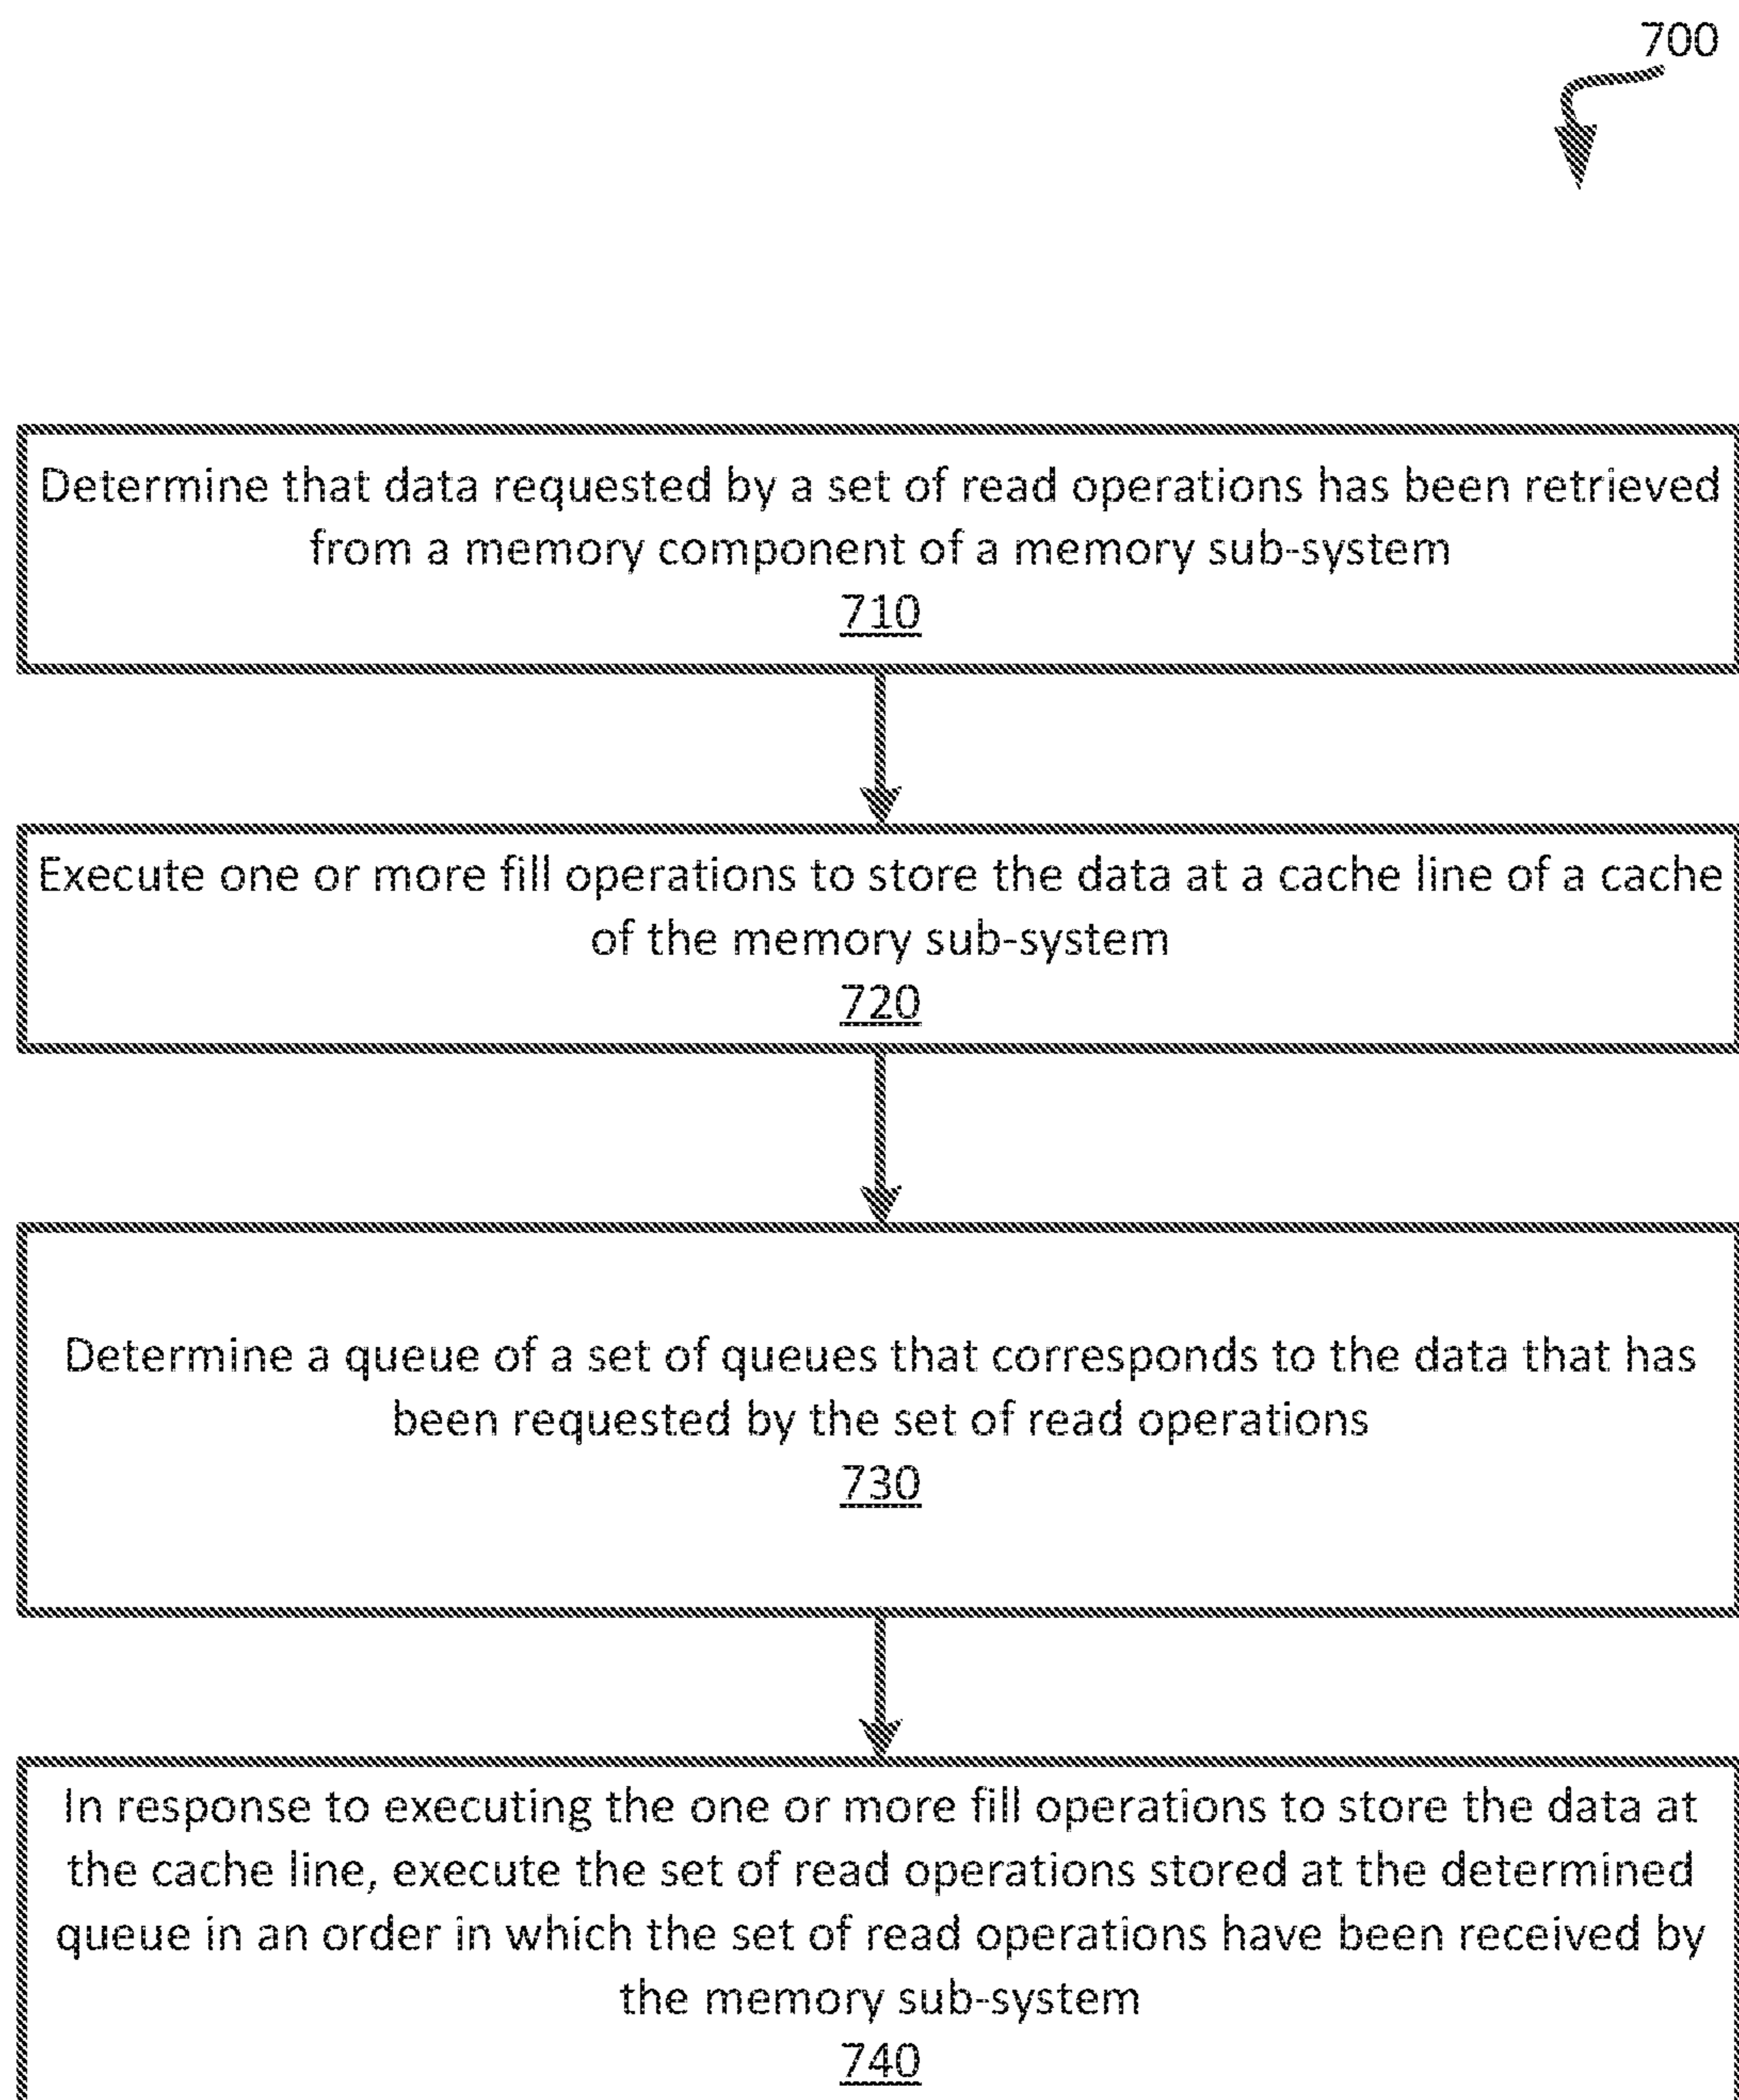 700
Determine that data requested by a set of read operations has been retrieved
from a memory component of a memory sub-system
710
Execute one or more fill operations to store the data at a cache line of a cache
of the memory sub-system
720
Determine a queue of a set of queues that corresponds to the data that has
been requested by the set of read operations
730
In response to executing the one or more fill operations to store the data at
the cache line, execute the set of read operations stored at the determined
queue in an order in which the set of read operations have been received by
the memory sub-system
740